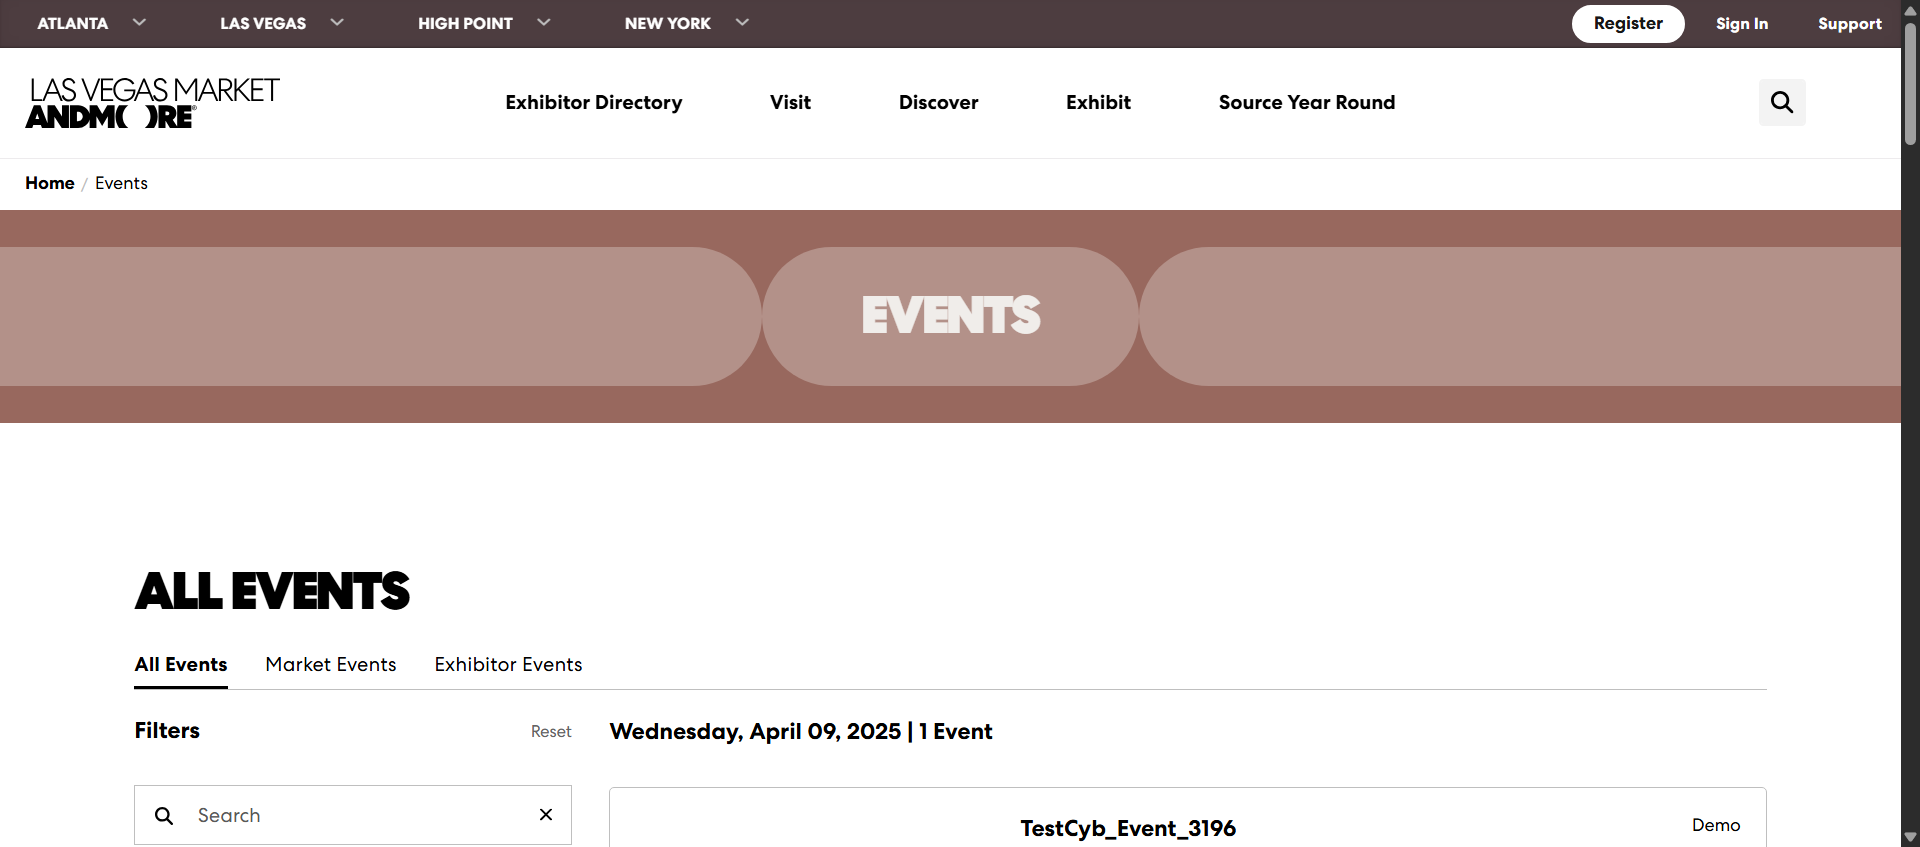 ATLANTA LAS VEGAS HIGH POINT NEW YORK Register Sign In Support
LAS VEGAS MARKET
ANDMORE®
Exhibitor Directory Visit Discover Exhibit Source Year Round
Home / Events
EVENTS
ALL EVENTS
All Events Market Events Exhibitor Events
Filters Reset
Wednesday, April 09, 2025 | 1 Event
Search
TestCyb_Event_3196
Demo